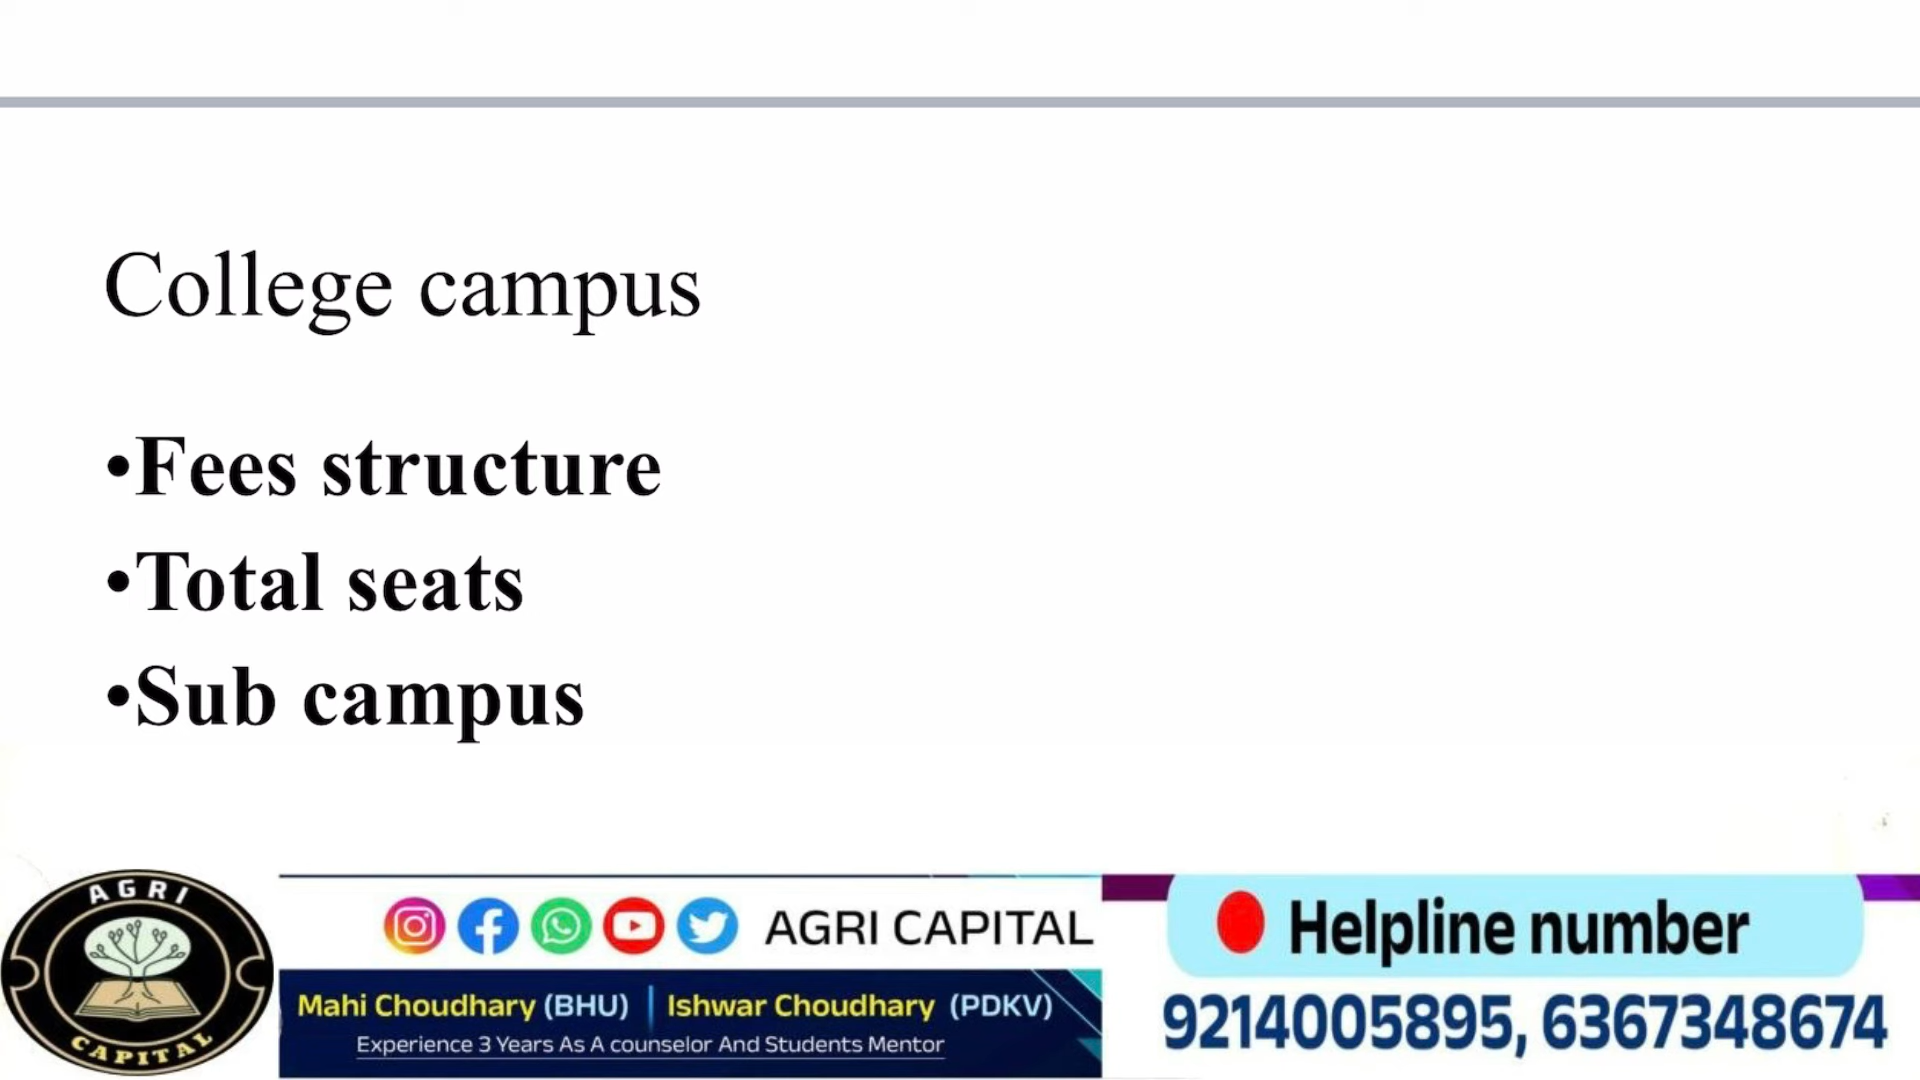 College campus
•Fees structure
•Total seats
•Sub campus
AGRI
CAPITAL
AGRI CAPITAL
Mahi Choudhary (BHU) | Ishwar Choudhary (PDKV)
Experience 3 Years As A counselor And Students Mentor
Helpline number
9214005895, 6367348674